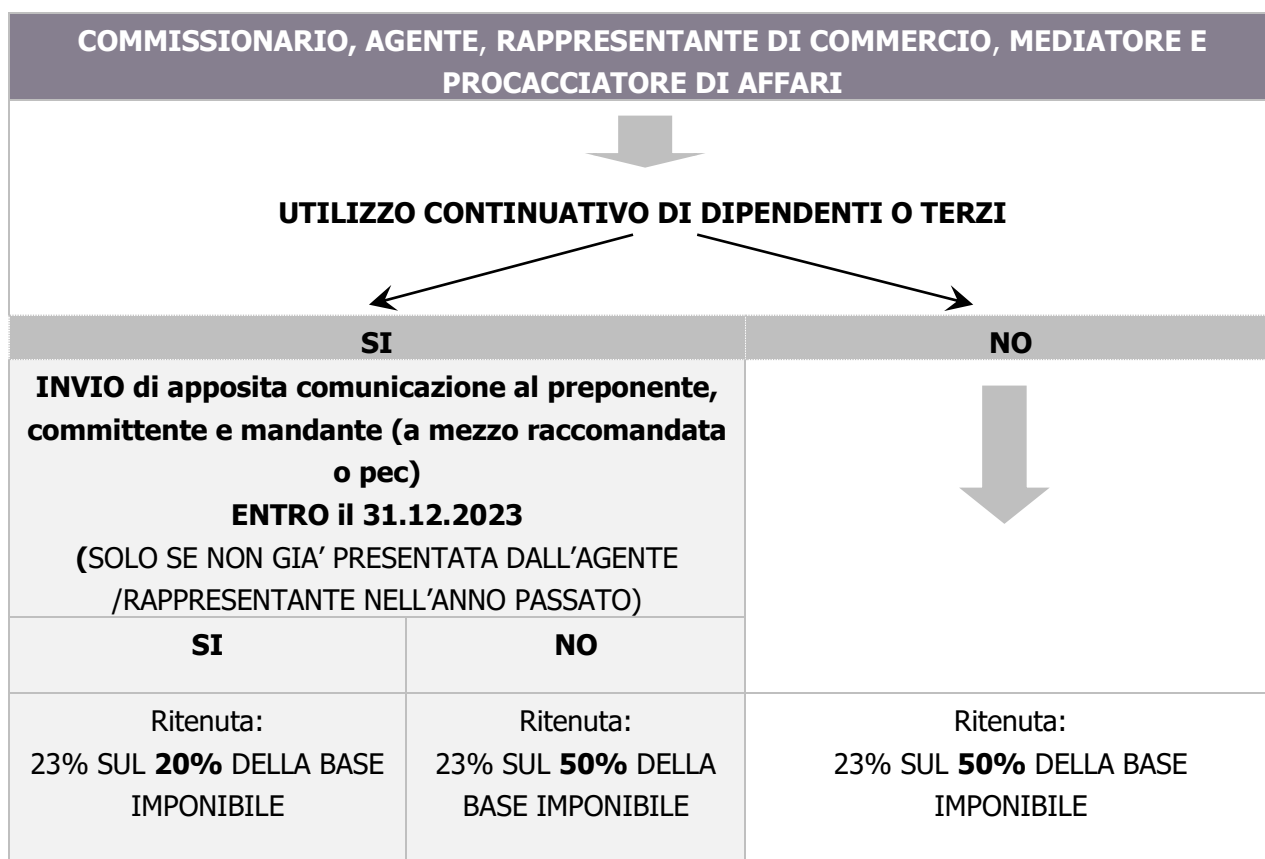 COMMISSIONARIO, AGENTE, RAPPRESENTANTE DI COMMERCIO, MEDIATORE E
PROCACCIATORE DI AFFARI
UTILIZZO CONTINUATIVO DI DIPENDENTI O TERZI
SI
NO
INVIO di apposita comunicazione al preponente,
committente e mandante (a mezzo raccomandata
o pec)
ENTRO il 31.12.2023
(SOLO SE NON GIA’ PRESENTATA DALL’AGENTE
/RAPPRESENTANTE NELL’ANNO PASSATO)
SI
NO
Ritenuta:
23% SUL 20% DELLA BASE
IMPONIBILE
Ritenuta:
23% SUL 50% DELLA
BASE IMPONIBILE
Ritenuta:
23% SUL 50% DELLA BASE
IMPONIBILE